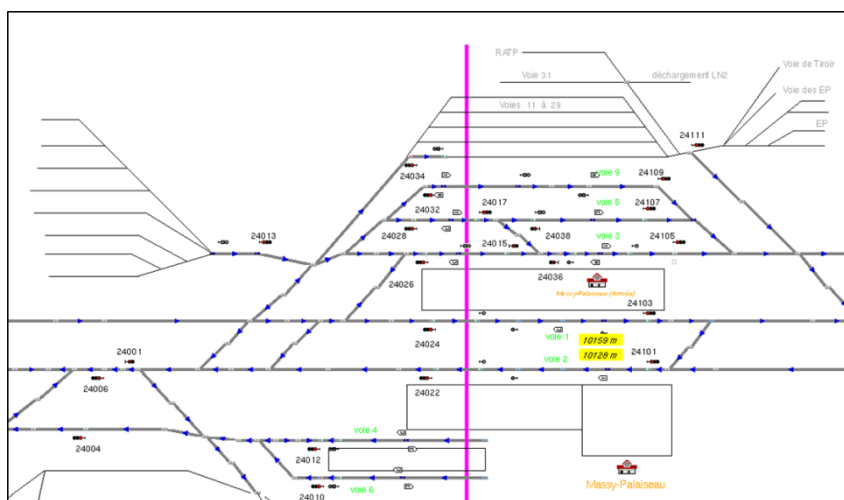 RATP
Voie de Tiroir
Voie 31
déchargement LN2
Voie des EP
Voies 11 à 29
EP
24111
24034
voie 9
24109
24032
24017
voie 5
24107
24013
24028
24015
24038
voie 3
24105
24026
24036
Massy-Palaiseau (Arrivée)
24103
24024
voie 1
10159 m
24001
voie 2
10128 m
24101
24006
24022
voie 4
24004
24012
24010
voie 6
Massy-Palaiseau